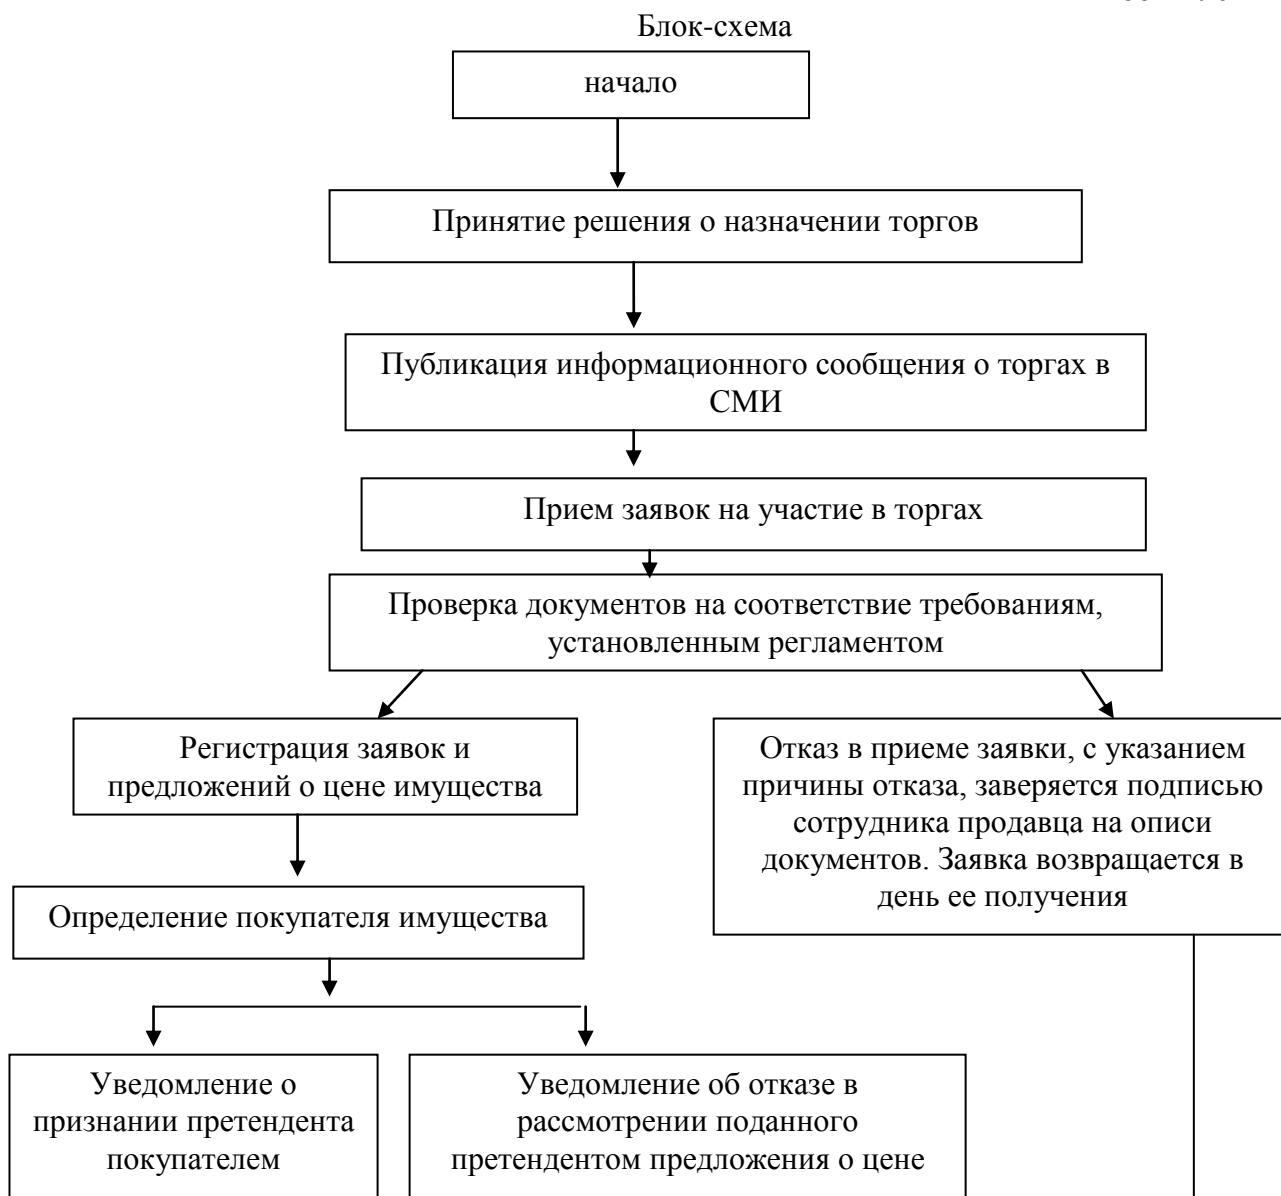 Блок-схема
начало
Принятие решения о назначении торгов
Публикация информационного сообщения о торгах в
СМИ
Прием заявок на участие в торгах
Проверка документов на соответствие требованиям,
установленным регламентом
Регистрация заявок и
предложений о цене имущества
Отказ в приеме заявки, с указанием
причины отказа, заверяется подписью
сотрудника продавца на описи
документов. Заявка возвращается в
день ее получения
Определение покупателя имущества
Уведомление о
признании претендента
покупателем
Уведомление об отказе в
рассмотрении поданного
претендентом предложения о цене